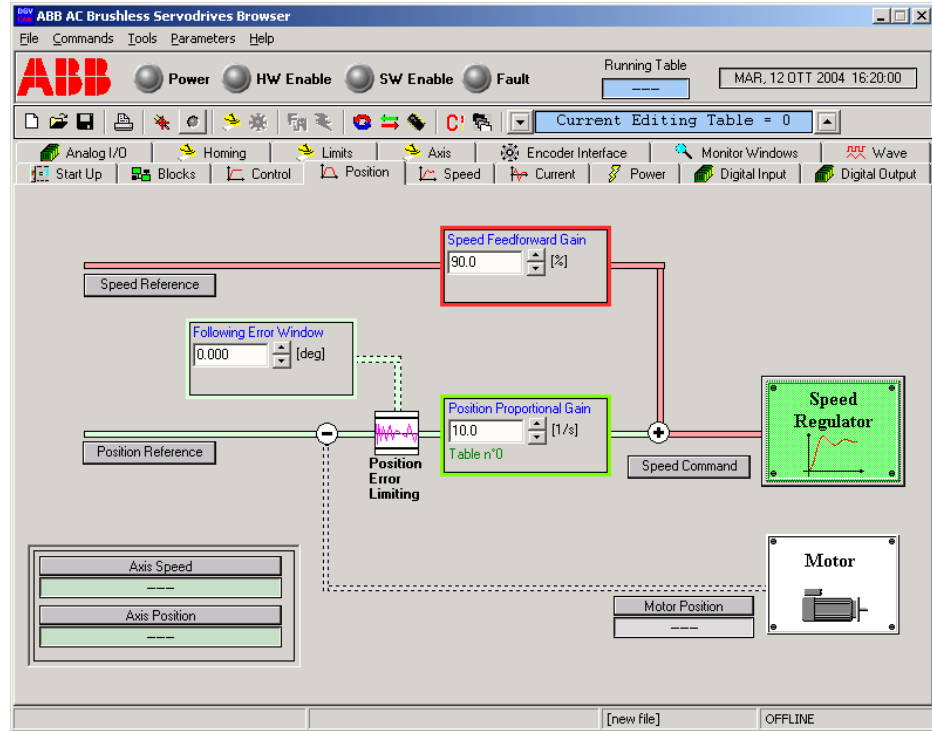 DGV CAN ABB AC Brushless Servodrives Browser
File Commands Tools Parameters Help
ABB Power HW Enable SW Enable Fault
Running Table
---
MAR, 12 OTT 2004 16:20:00
C! Current Editing Table = 0
Analog I/O Homing Limits Axis Encoder Interface Monitor Windows Wave
Start Up Blocks Control Position Speed Current Power Digital Input Digital Output
Speed Feedforward Gain
90.0 [%]
Speed Reference
Following Error Window
0.000 [deg]
Position Proportional Gain
10.0 [1/s]
Table n°0
Speed
Regulator
Position Reference
Position
Error
Limiting
Speed Command
Axis Speed
---
Axis Position
---
Motor
Motor Position
---
[new file] OFFLINE